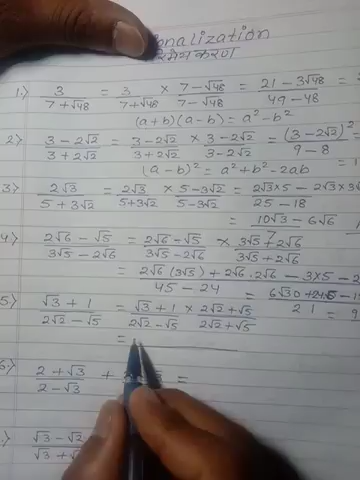 nalization
मेय करण
1.) 3/(7+√48) = 3/(7+√48) × (7-√48)/(7-√48) = (21-3√48)/(49-48) =
(a+b)(a-b) = a²-b²
2.) (3-2√2)/(3+2√2) = (3-2√2)/(3+2√2) × (3-2√2)/(3-2√2) = (3-2√2)²/(9-8) =
(a-b)² = a²+b²-2ab
3.) 2√3/(5+3√2) = 2√3/(5+3√2) × (5-3√2)/(5-3√2) = (2√3×5-2√3×3√)/(25-18)
= (10√3-6√6)/7
4.) (2√6-√5)/(3√5-2√6) = (2√6-√5)/(3√5-2√6) × (3√5+2√6)/(3√5+2√6)
= (2√6(3√5)+2√6.2√6-3×5-2)/(45-24)
5.) (√3+1)/(2√2-√5) = (√3+1)/(2√2-√5) × (2√2+√5)/(2√2+√5) 21
=
6.) (2+√3)/(2-√3) + =
.) (√3-√2)/(√3+√